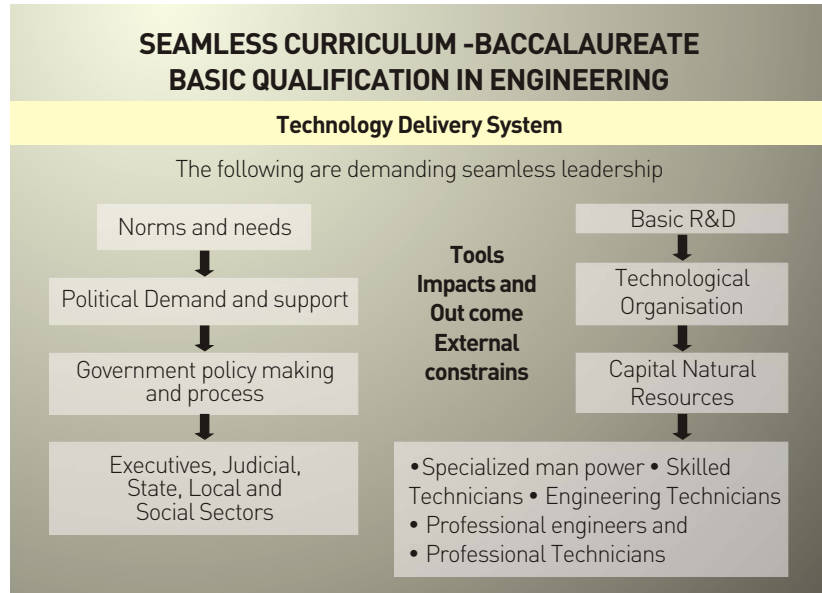 SEAMLESS CURRICULUM -BACCALAUREATE
BASIC QUALIFICATION IN ENGINEERING
Technology Delivery System
The following are demanding seamless leadership
Norms and needs
Political Demand and support
Government policy making
and process
Executives, Judicial,
State, Local and
Social Sectors
Tools
Impacts and
Out come
External
constrains
Basic R&D
Technological
Organisation
Capital Natural
Resources
•Specialized man power • Skilled
Technicians • Engineering Technicians
• Professional engineers and
• Professional Technicians